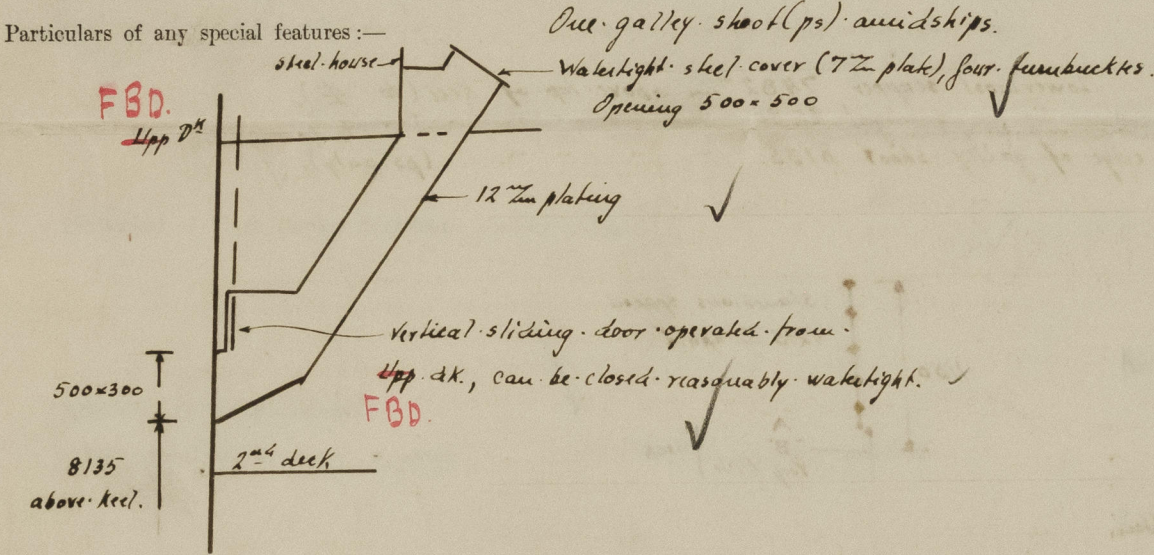 One galley shoot (ps) amidships.
Particulars of any special features :—
steel house
Watertight steel cover (7 m/m plate), four turnbuckles.
Opening 500 × 500
FBD.
Upp Dk
12 m/m plating
vertical sliding door operated from
Upp dk., can be closed reasonably watertight.
FBD.
500×300
8135
above keel.
2nd deck